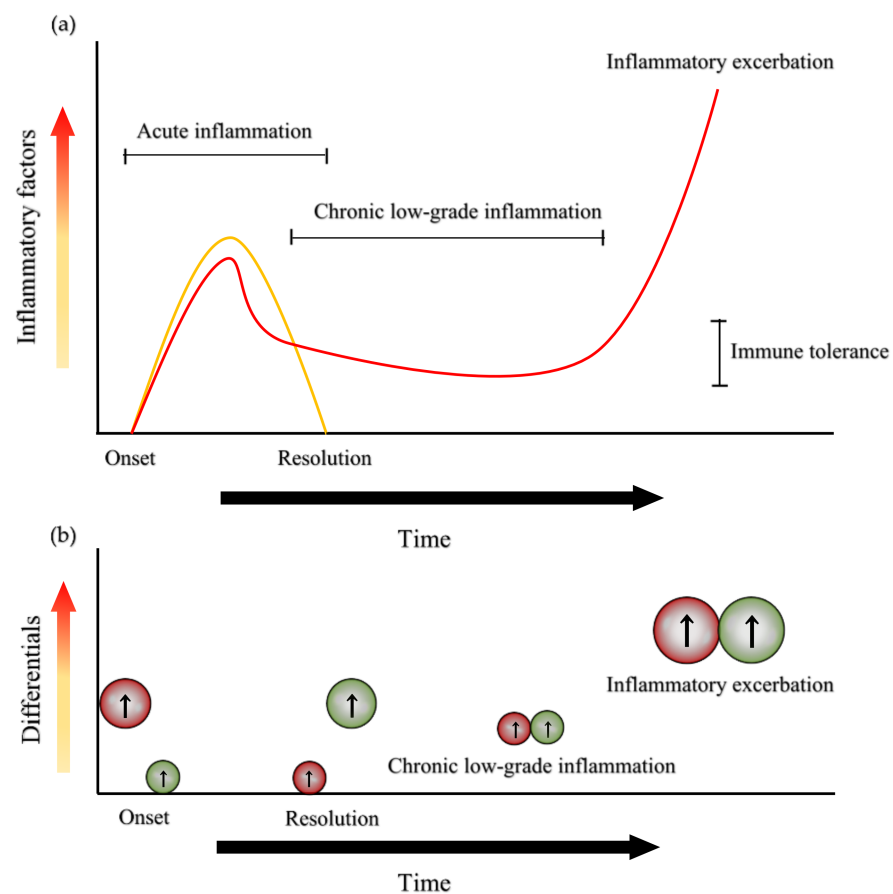 (a)
Inflammatory excerbation
Acute inflammation
Chronic low-grade inflammation
Inflammatory factors
Immune tolerance
Onset
Resolution
Time
(b)
Differentials
Inflammatory excerbation
Chronic low-grade inflammation
Onset
Resolution
Time